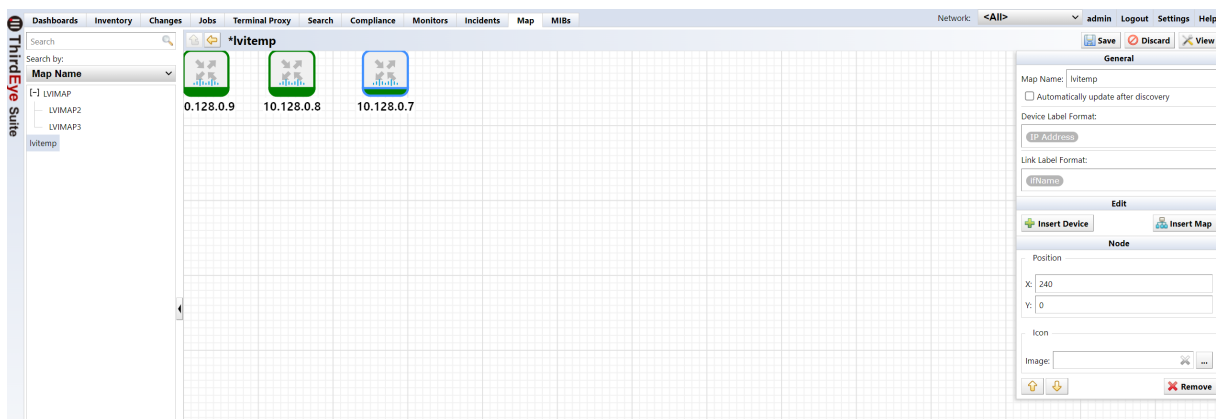 Dashboards Inventory Changes Jobs Terminal Proxy Search Compliance Monitors Incidents Map MIBs Network: <All> admin Logout Settings Help
ThirdEye Suite
Search
*lvitemp
Save Discard View
Search by:
Map Name
[-] LVIMAP
LVIMAP2
LVIMAP3
lvitemp
0.128.0.9 10.128.0.8 10.128.0.7
General
Map Name: lvitemp
Automatically update after discovery
Device Label Format:
IP Address
Link Label Format:
ifName
Edit
Insert Device Insert Map
Node
Position
X: 240
Y: 0
Icon
Image: ...
Remove